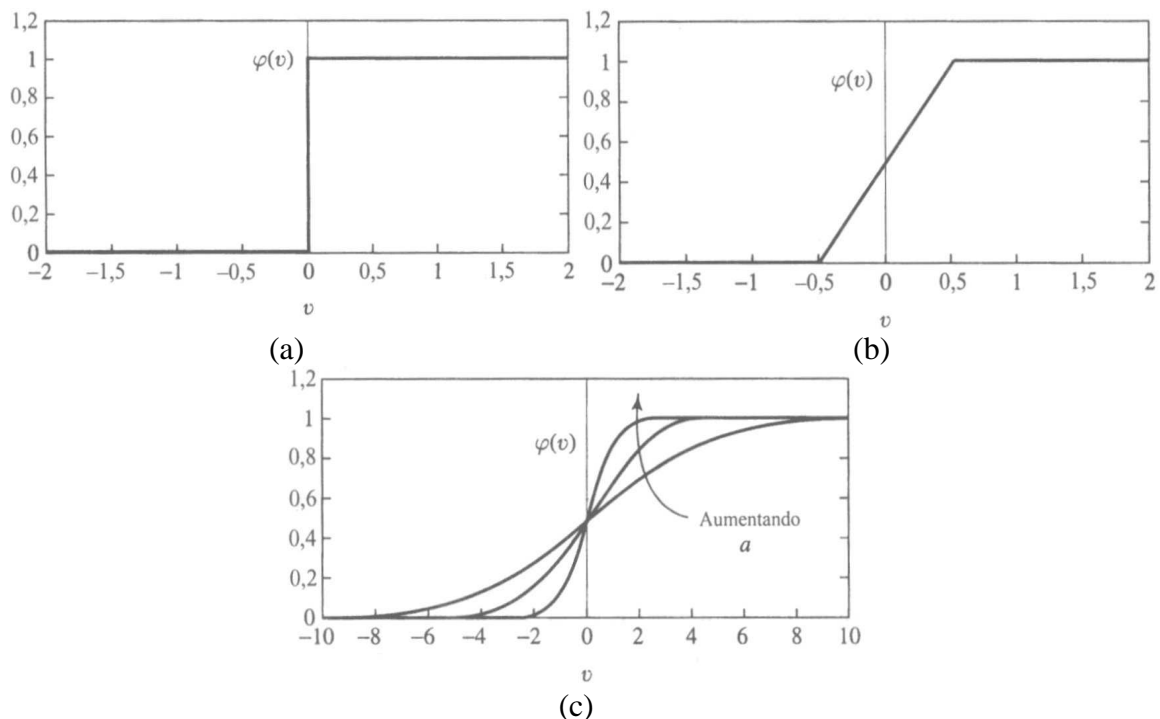 1,2
1
φ(v)
0,8
0,6
0,4
0,2
0
–2 –1,5 –1 –0,5 0 0,5 1 1,5 2
v
(a)
1,2
1
φ(v)
0,8
0,6
0,4
0,2
0
–2 –1,5 –1 –0,5 0 0,5 1 1,5 2
v
(b)
1,2
1
φ(v)
0,8
0,6
0,4
Aumentando
a
0,2
0
–10 –8 –6 –4 –2 0 2 4 6 8 10
v
(c)